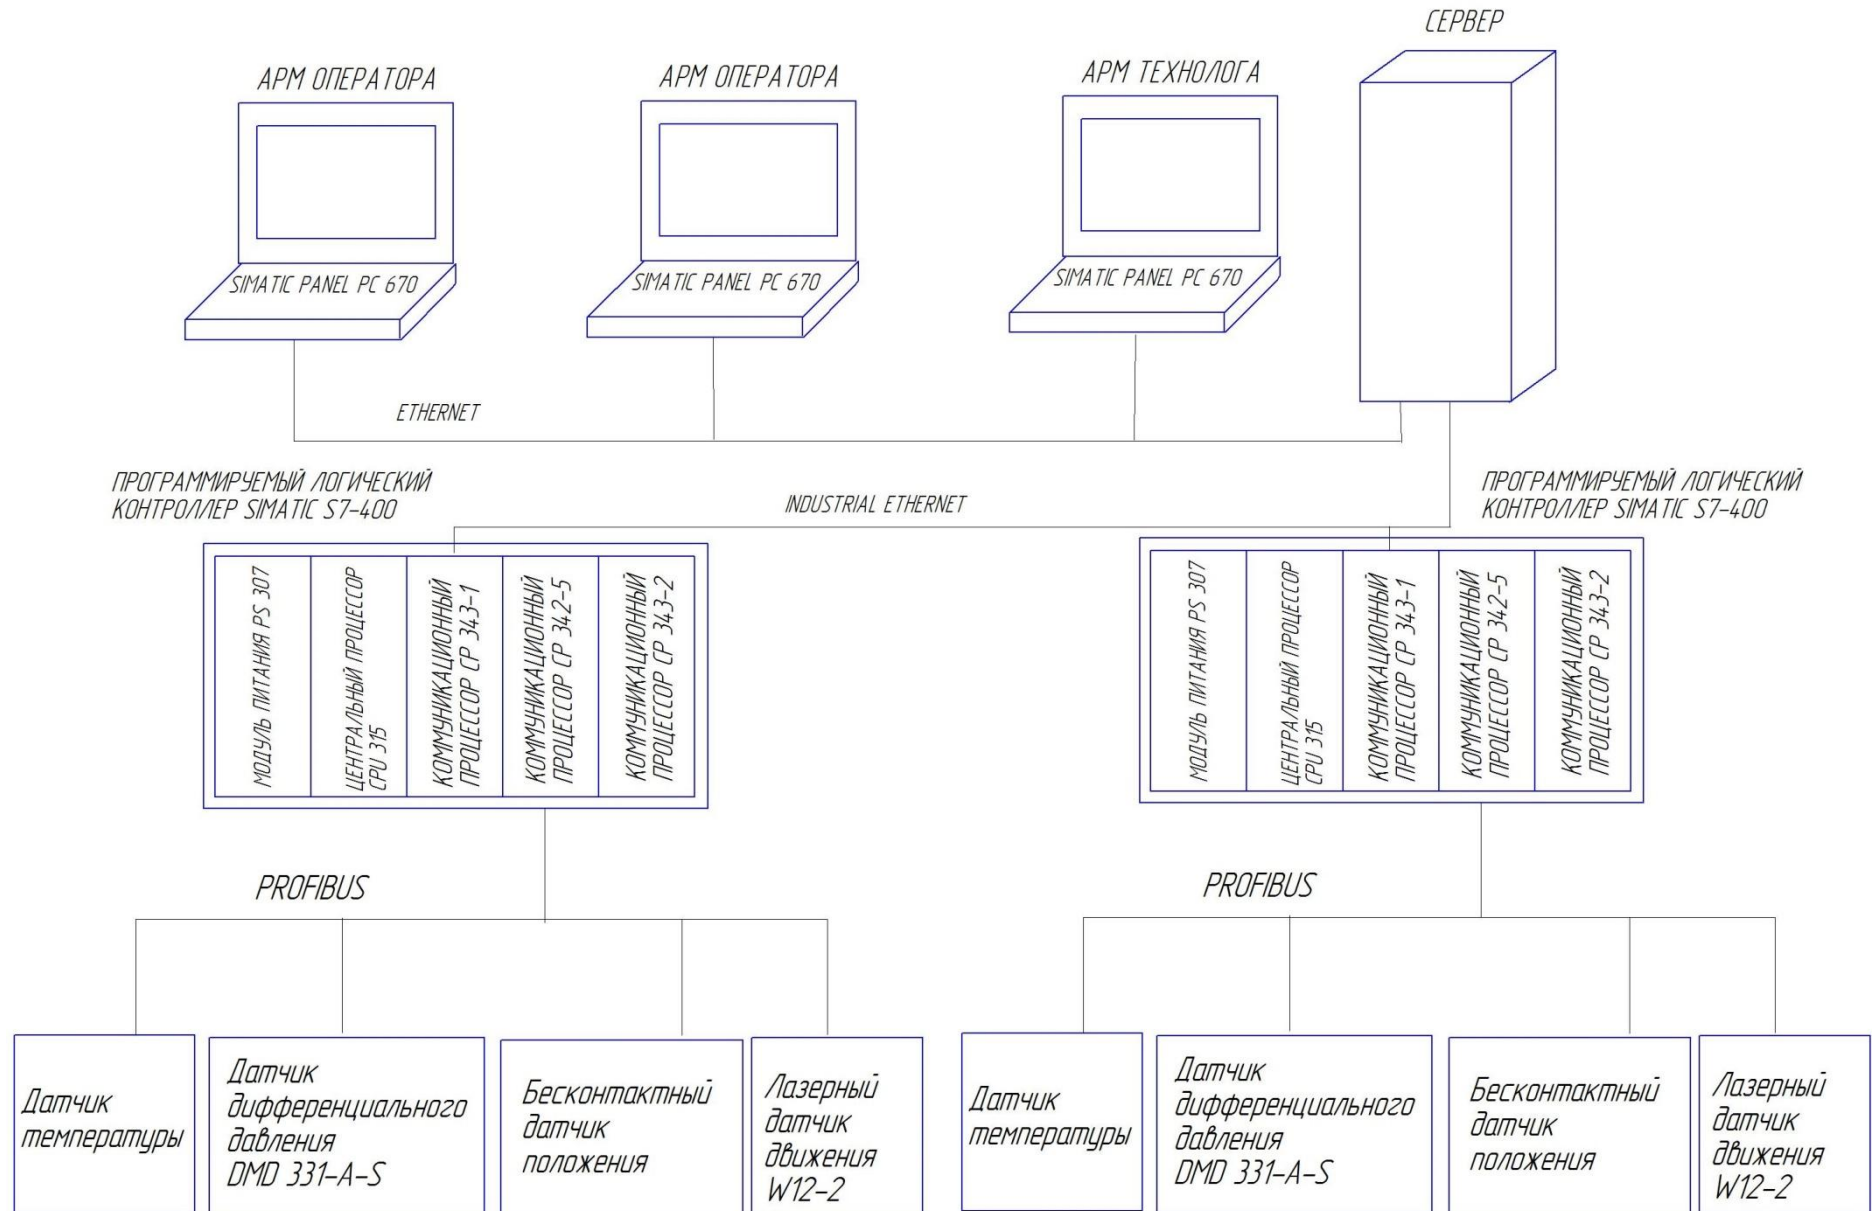 СЕРВЕР
АРМ ОПЕРАТОРА
АРМ ОПЕРАТОРА
АРМ ТЕХНОЛОГА
SIMATIC PANEL PC 670
SIMATIC PANEL PC 670
SIMATIC PANEL PC 670
ETHERNET
ПРОГРАММИРУЕМЫЙ ЛОГИЧЕСКИЙ
КОНТРОЛЛЕР SIMATIC S7-400
INDUSTRIAL ETHERNET
ПРОГРАММИРУЕМЫЙ ЛОГИЧЕСКИЙ
КОНТРОЛЛЕР SIMATIC S7-400
МОДУЛЬ ПИТАНИЯ PS 307
ЦЕНТРАЛЬНЫЙ ПРОЦЕССОР
CPU 315
КОММУНИКАЦИОННЫЙ
ПРОЦЕССОР CP 343-1
КОММУНИКАЦИОННЫЙ
ПРОЦЕССОР CP 342-5
КОММУНИКАЦИОННЫЙ
ПРОЦЕССОР CP 343-2
МОДУЛЬ ПИТАНИЯ PS 307
ЦЕНТРАЛЬНЫЙ ПРОЦЕССОР
CPU 315
КОММУНИКАЦИОННЫЙ
ПРОЦЕССОР CP 343-1
КОММУНИКАЦИОННЫЙ
ПРОЦЕССОР CP 342-5
КОММУНИКАЦИОННЫЙ
ПРОЦЕССОР CP 343-2
PROFIBUS
PROFIBUS
Датчик
температуры
Датчик
дифференциального
давления
DMD 331-A-S
Бесконтактный
датчик
положения
Лазерный
датчик
движения
W12-2
Датчик
температуры
Датчик
дифференциального
давления
DMD 331-A-S
Бесконтактный
датчик
положения
Лазерный
датчик
движения
W12-2